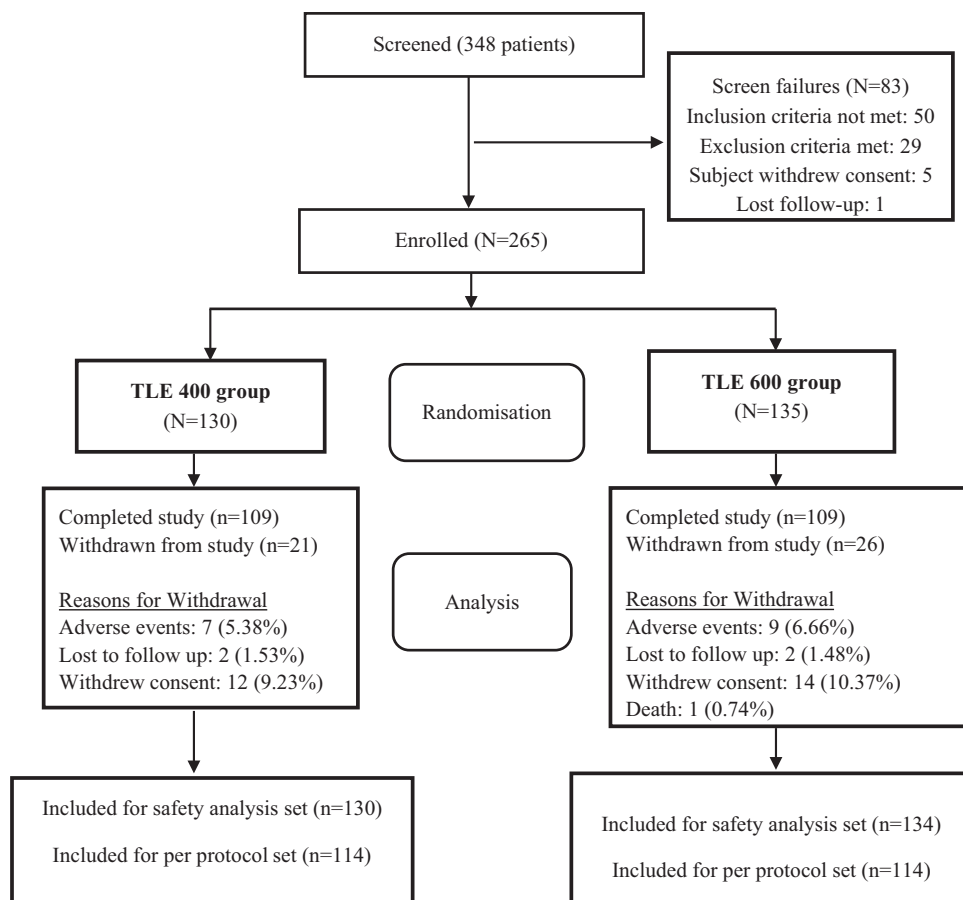 Screened (348 patients)
Screen failures (N=83)
Inclusion criteria not met: 50
Exclusion criteria met: 29
Subject withdrew consent: 5
Lost follow-up: 1
Enrolled (N=265)
TLE 400 group
(N=130)
Randomisation
TLE 600 group
(N=135)
Completed study (n=109)
Withdrawn from study (n=21)
Reasons for Withdrawal
Adverse events: 7 (5.38%)
Lost to follow up: 2 (1.53%)
Withdrew consent: 12 (9.23%)
Analysis
Completed study (n=109)
Withdrawn from study (n=26)
Reasons for Withdrawal
Adverse events: 9 (6.66%)
Lost to follow up: 2 (1.48%)
Withdrew consent: 14 (10.37%)
Death: 1 (0.74%)
Included for safety analysis set (n=130)
Included for per protocol set (n=114)
Included for safety analysis set (n=134)
Included for per protocol set (n=114)